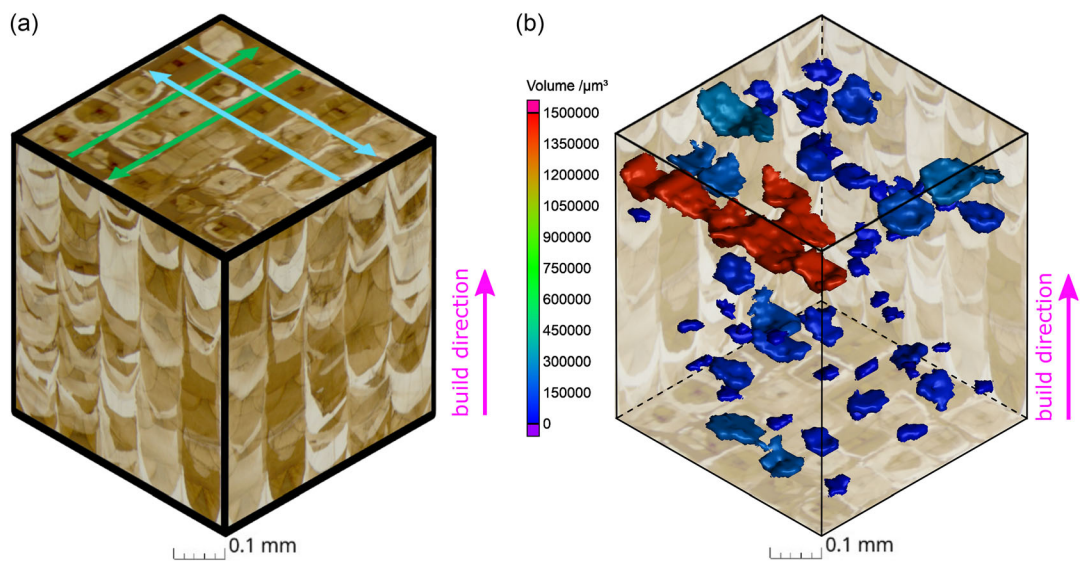 (a)
build direction
0.1 mm
(b)
Volume /µm³
1500000
1350000
1200000
1050000
900000
750000
600000
450000
300000
150000
0
build direction
0.1 mm